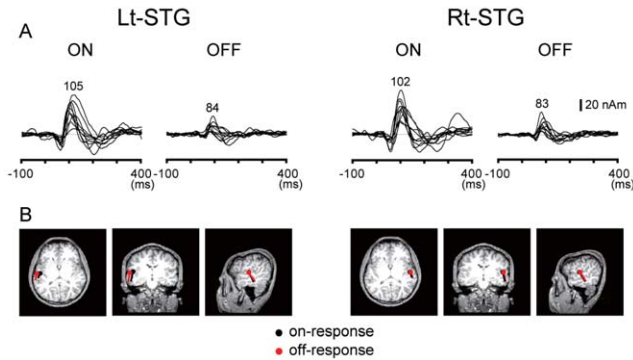 Lt-STG Rt-STG
A
ON OFF ON OFF
105 84 102 83 20 nAm
-100 400 -100 400 -100 400 -100 400
(ms) (ms) (ms) (ms)
B
on-response
off-response